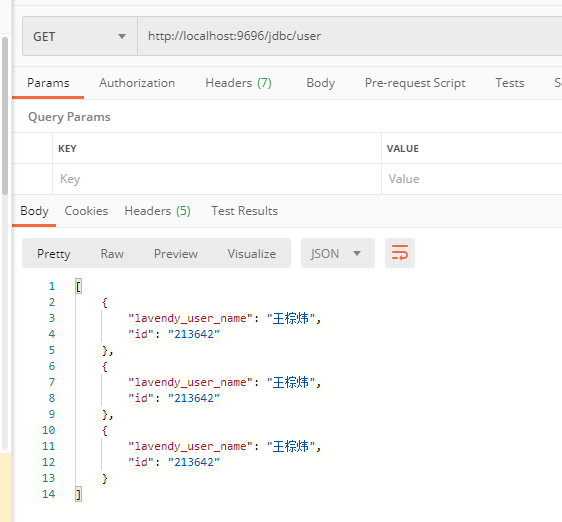 GET http://localhost:9696/jdbc/user
Params Authorization Headers (7) Body Pre-request Script Tests
Query Params
KEY VALUE
Key Value
Body Cookies Headers (5) Test Results
Pretty Raw Preview Visualize JSON
1 [
2 {
3 "lavendy_user_name": "王棕炜",
4 "id": "213642"
5 },
6 {
7 "lavendy_user_name": "王棕炜",
8 "id": "213642"
9 },
10 {
11 "lavendy_user_name": "王棕炜",
12 "id": "213642"
13 }
14 ]